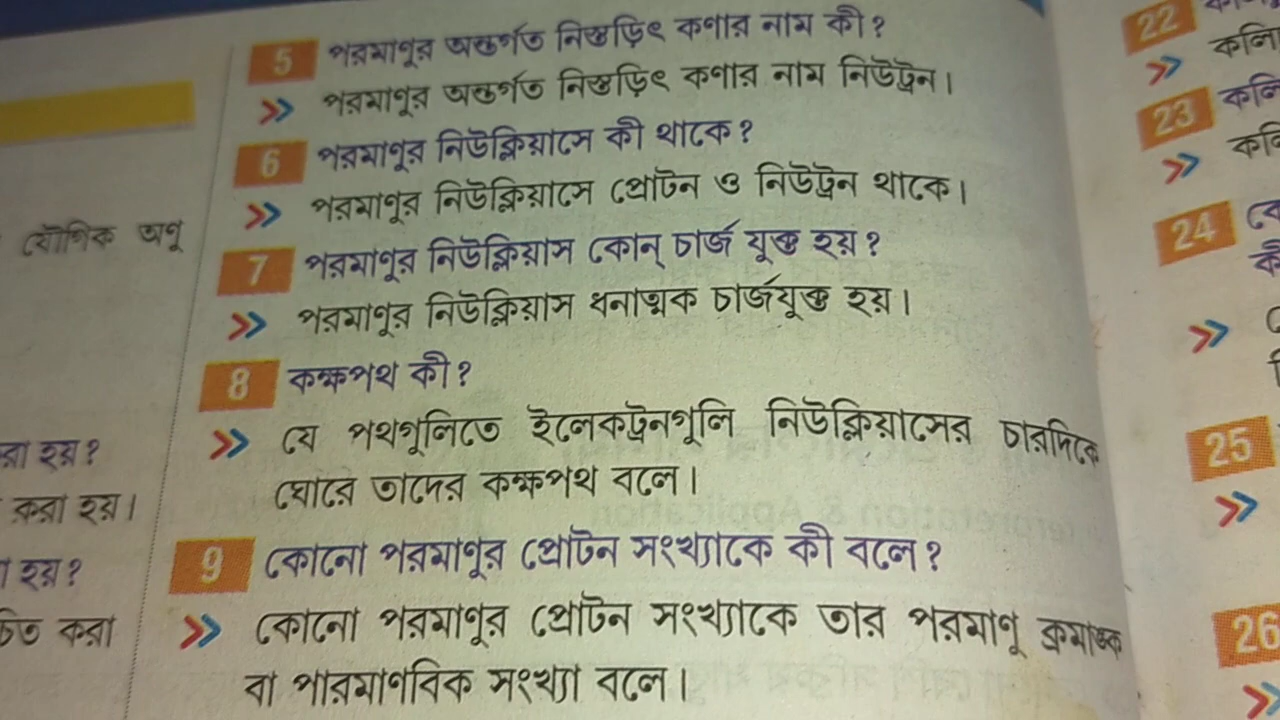 যৌগিক অণু
রা হয়?
করা হয়।
হয়?
করা
5 পরমাণুর অন্তর্গত নিস্তড়িৎ কণার নাম কী?
» পরমাণুর অন্তর্গত নিস্তড়িৎ কণার নাম নিউট্রন।
6 পরমাণুর নিউক্লিয়াসে কী থাকে?
» পরমাণুর নিউক্লিয়াসে প্রোটন ও নিউট্রন থাকে।
7 পরমাণুর নিউক্লিয়াস কোন্ চার্জ যুক্ত হয়?
» পরমাণুর নিউক্লিয়াস ধনাত্মক চার্জযুক্ত হয়।
8 কক্ষপথ কী?
» যে পথগুলিতে ইলেকট্রনগুলি নিউক্লিয়াসের চারদিকে
ঘোরে তাদের কক্ষপথ বলে।
9 কোনো পরমাণুর প্রোটন সংখ্যাকে কী বলে?
» কোনো পরমাণুর প্রোটন সংখ্যাকে তার পরমাণু ক্রমাঙ্ক
বা পারমাণবিক সংখ্যা বলে।
22
»
23
»
24
»
25
»
26
»